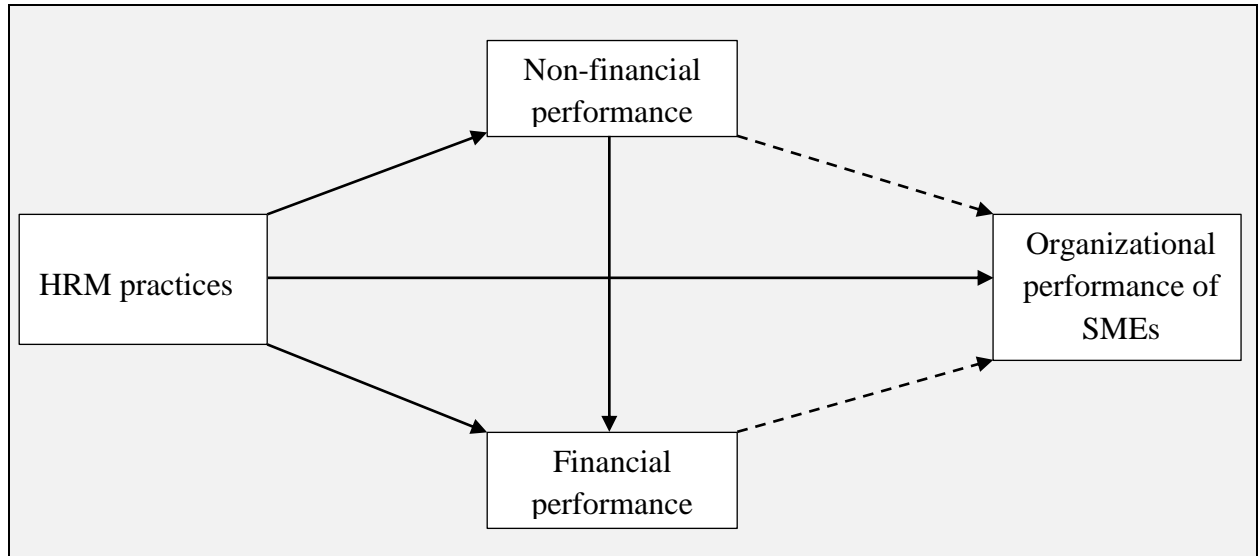 Non-financial
performance
HRM practices
Organizational
performance of
SMEs
Financial
performance